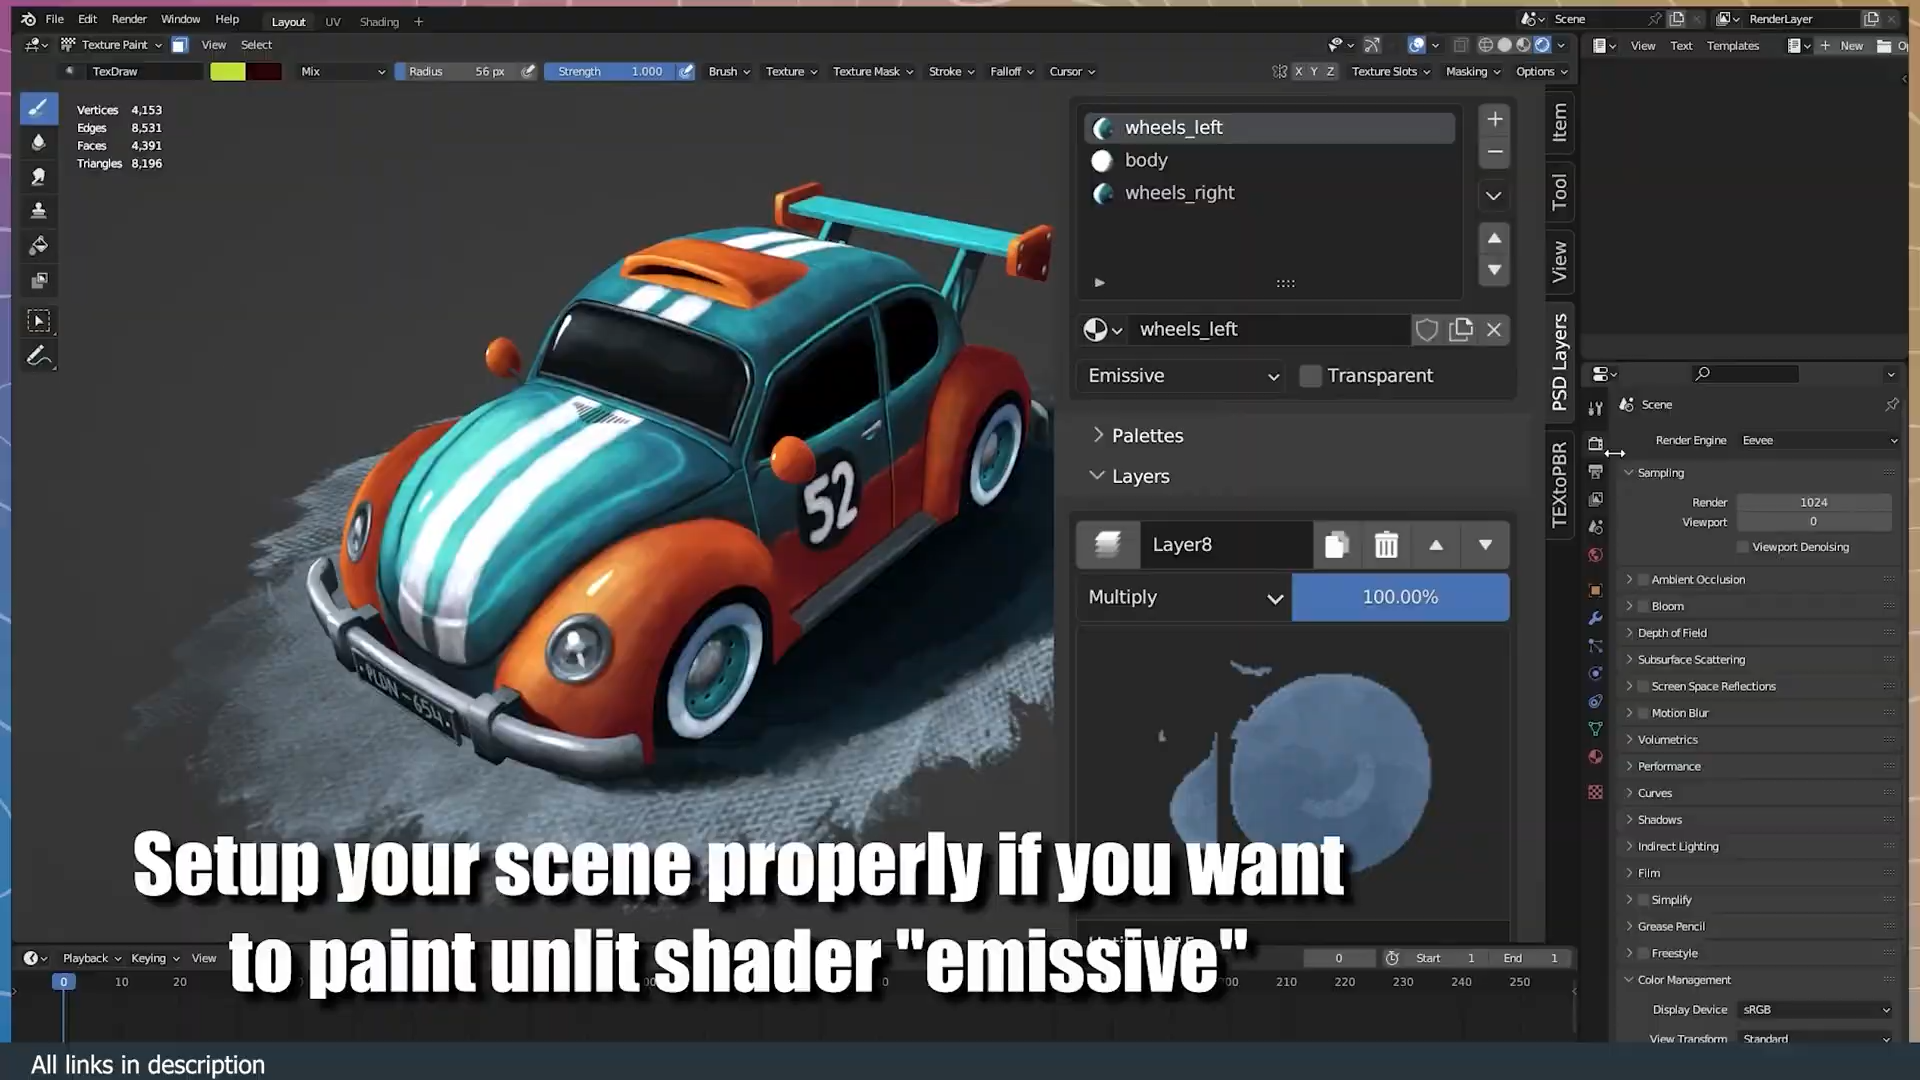 File Edit Render Window Help Layout UV Shading +
Scene RenderLayer
Texture Paint View Select
View Text Templates + New
TexDraw Mix Radius 56 px Strength 1.000 Brush Texture Texture Mask Stroke Falloff Cursor X Y Z Texture Slots Masking Options
Vertices 4,153
Edges 8,531
Faces 4,391
Triangles 8,196
wheels_left
body
wheels_right
wheels_left
Emissive Transparent
Palettes
Layers
Layer8
Multiply 100.00%
Item
Tool
View
PSD Layers
TEXtoPBR
52
PLDN-654
Scene
Render Engine Eevee
Sampling
Render 1024
Viewport 0
Viewport Denoising
Ambient Occlusion
Bloom
Depth of Field
Subsurface Scattering
Screen Space Reflections
Motion Blur
Volumetrics
Performance
Curves
Shadows
Indirect Lighting
Film
Simplify
Grease Pencil
Freestyle
Color Management
Display Device sRGB
View Transform Standard
Setup your scene properly if you want
to paint unlit shader "emissive"
Playback Keying View 0 Start 1 End 1
0 10 20 210 220 230 240 250
All links in description